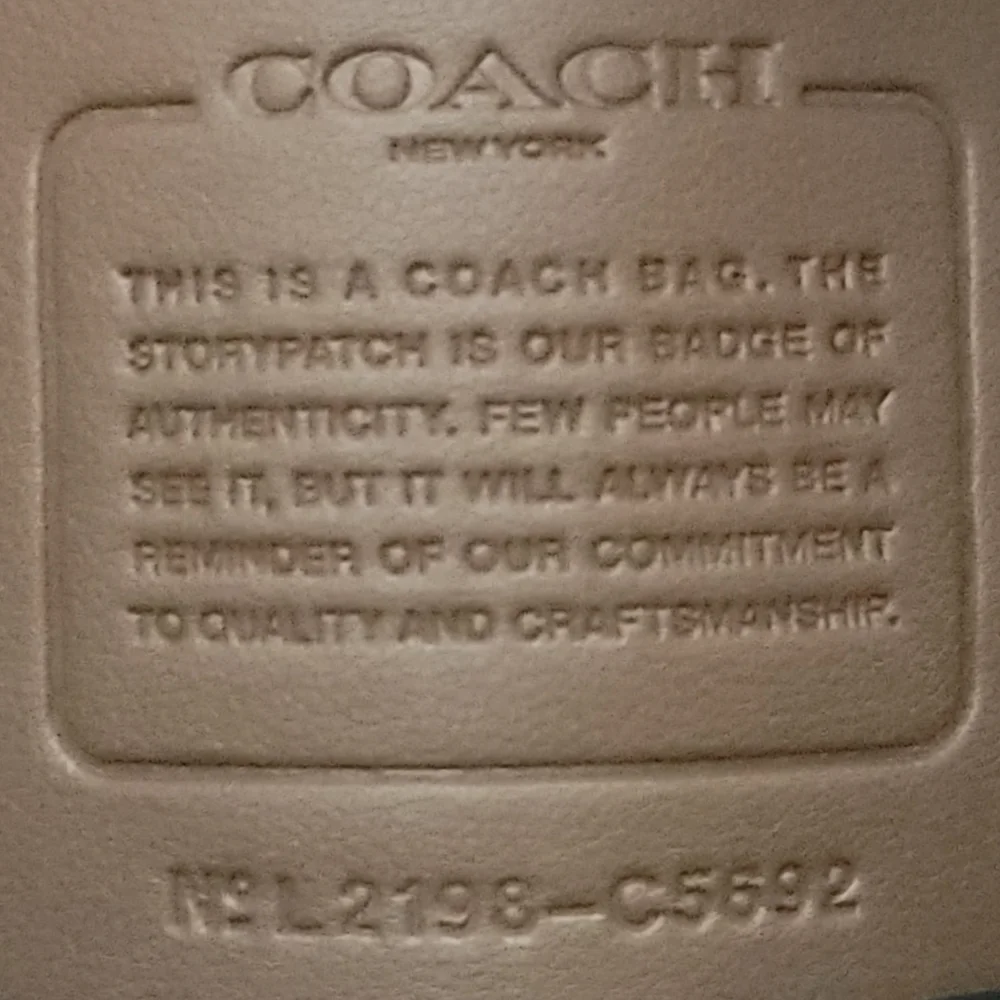 COACH
NEW YORK
THIS IS A COACH BAG. THE
STORYPATCH IS OUR BADGE OF
AUTHENTICITY. FEW PEOPLE MAY
SEE IT, BUT IT WILL ALWAYS BE A
REMINDER OF OUR COMMITMENT
TO QUALITY AND CRAFTSMANSHIP.
Nº L2198-C5592